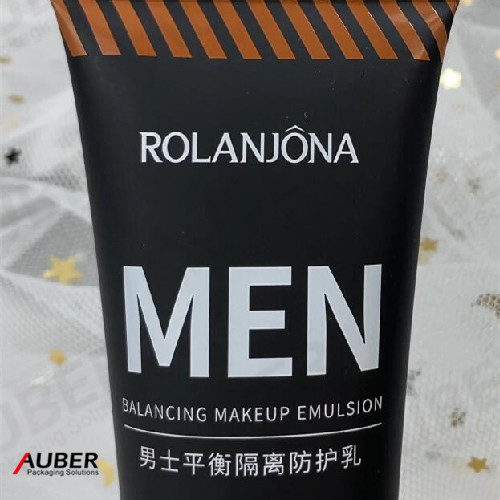 ROLANJÔNA
MEN
BALANCING MAKEUP EMULSION
男士平衡隔离防护乳
AUBER
Packaging Solutions